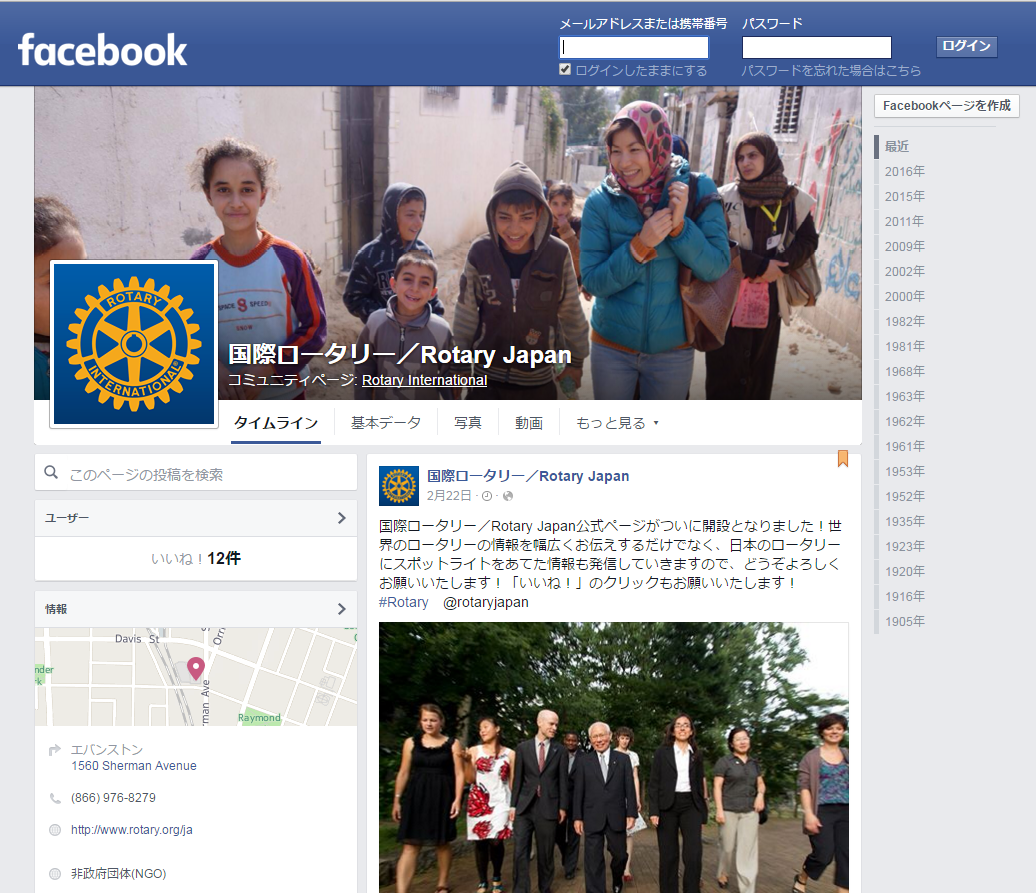 facebook
メールアドレスまたは携帯番号
パスワード
ログイン
ログインしたままにする
パスワードを忘れた場合はこちら
SPACE 8 SPEED
ROTARY
INTERNATIONAL
国際ロータリー／Rotary Japan
コミュニティページ: Rotary International
タイムライン
基本データ
写真
動画
もっと見る
このページの投稿を検索
ユーザー
いいね！12件
情報
Davis St
Raymond
エバンストン
1560 Sherman Avenue
(866) 976-8279
http://www.rotary.org/ja
非政府団体(NGO)
国際ロータリー／Rotary Japan
2月22日
国際ロータリー／Rotary Japan公式ページがついに開設となりました！世
界のロータリーの情報を幅広くお伝えするだけでなく、日本のロータリー
にスポットライトをあてた情報も発信していきますので、どうぞよろしく
お願いいたします！「いいね！」のクリックもお願いいたします！
#Rotary @rotaryjapan
Facebookページを作成
最近
2016年
2015年
2011年
2009年
2002年
2000年
1982年
1981年
1968年
1963年
1962年
1961年
1953年
1952年
1935年
1923年
1920年
1916年
1905年